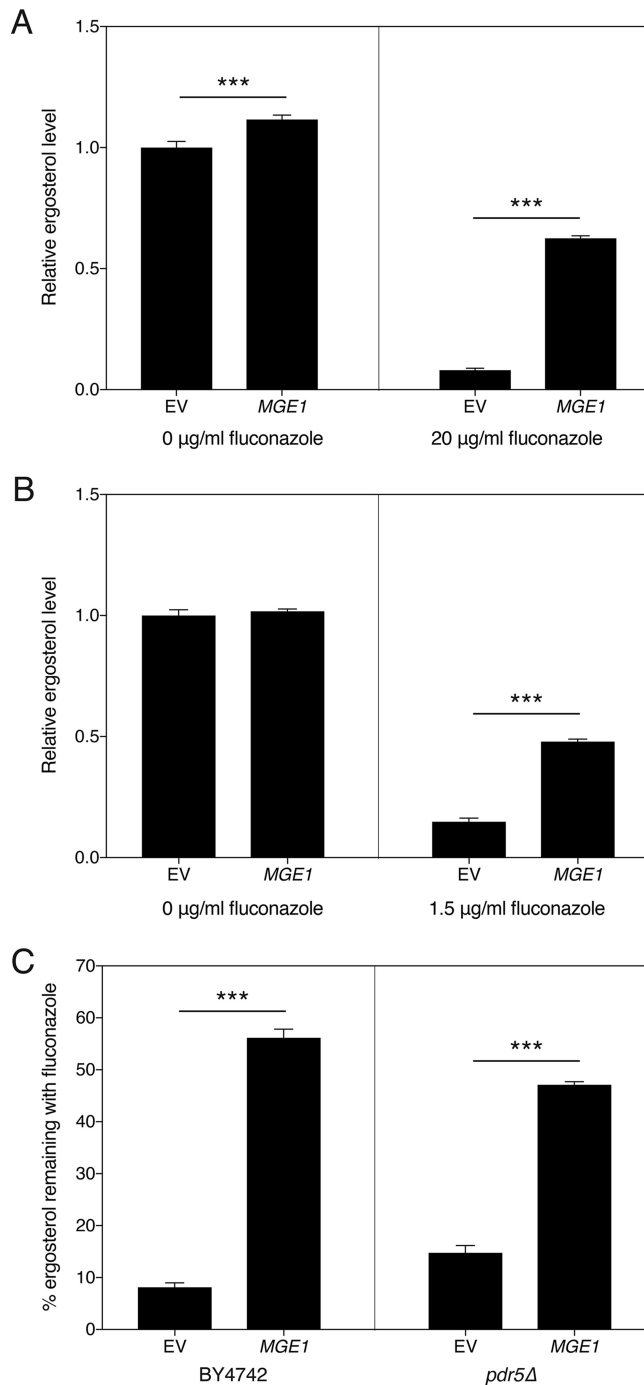 A
Relative ergosterol level
1.5
1.0
0.5
0.0
***
***
EV
MGE1
EV
MGE1
0 µg/ml fluconazole
20 µg/ml fluconazole
B
Relative ergosterol level
1.5
1.0
0.5
0.0
***
EV
MGE1
EV
MGE1
0 µg/ml fluconazole
1.5 µg/ml fluconazole
C
% ergosterol remaining with fluconazole
70
60
50
40
30
20
10
0
***
***
EV
MGE1
EV
MGE1
BY4742
pdr5Δ